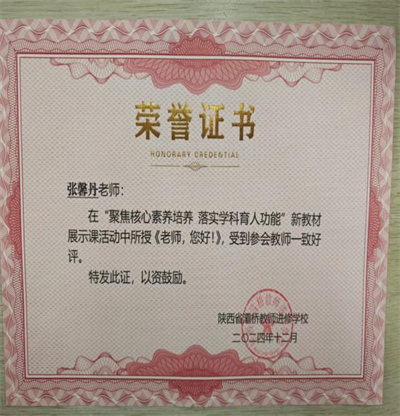 荣誉证书
HONORARY CREDENTIAL
张馨丹老师：
在“聚焦核心素养培养 落实学科育人功能”新教材
展示课活动中所授《老师，您好！》，受到参会教师一致好
评。
特发此证，以资鼓励。
陕西省灞桥教师进修学校
二〇二四年十二月